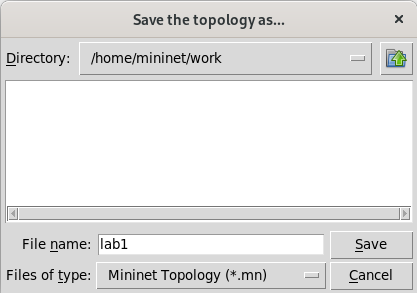 Save the topology as...
Directory: /home/mininet/work
File name: lab1 Save
Files of type: Mininet Topology (*.mn) Cancel